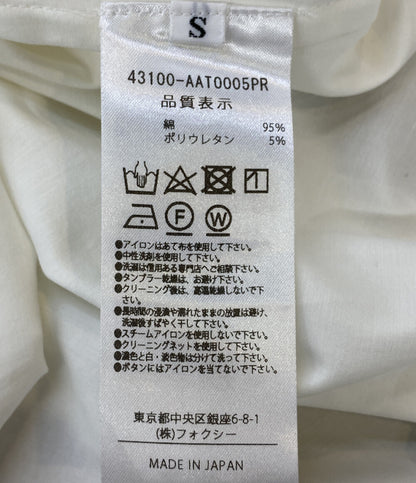 S
43100-AAT0005PR
品質表示
綿 95%
ポリウレタン 5%
F W
●アイロンはあて布を使用して下さい。
●中性洗剤を使用して下さい。
●洗濯は信用ある専門店へご相談下さい。
●タンブラー乾燥は、お避け下さい。
●クリーニング後は、高温乾燥しないで下さい。
●長時間の浸漬や濡れたままの放置は避け、
洗濯後すばやく干して下さい。
●スチームアイロンを使用しないで下さい。
●クリーニングネットを使用して下さい。
●濃色と白・淡色物は分けて洗って下さい。
●ボタンにはアイロンを当てないで下さい。
東京都中央区銀座6-8-1
(株)フォクシー
MADE IN JAPAN